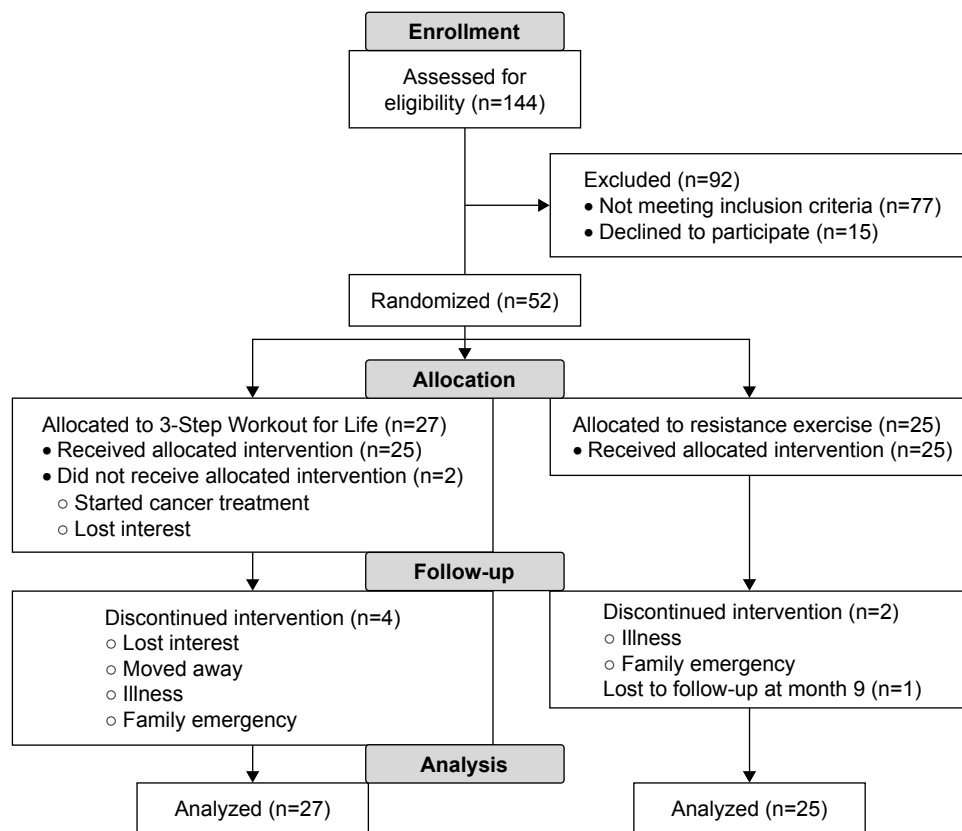 Enrollment
Assessed for
eligibility (n=144)
Excluded (n=92)
• Not meeting inclusion criteria (n=77)
• Declined to participate (n=15)
Randomized (n=52)
Allocation
Allocated to 3-Step Workout for Life (n=27)
• Received allocated intervention (n=25)
• Did not receive allocated intervention (n=2)
○ Started cancer treatment
○ Lost interest
Allocated to resistance exercise (n=25)
• Received allocated intervention (n=25)
Follow-up
Discontinued intervention (n=4)
○ Lost interest
○ Moved away
○ Illness
○ Family emergency
Discontinued intervention (n=2)
○ Illness
○ Family emergency
Lost to follow-up at month 9 (n=1)
Analysis
Analyzed (n=27)
Analyzed (n=25)